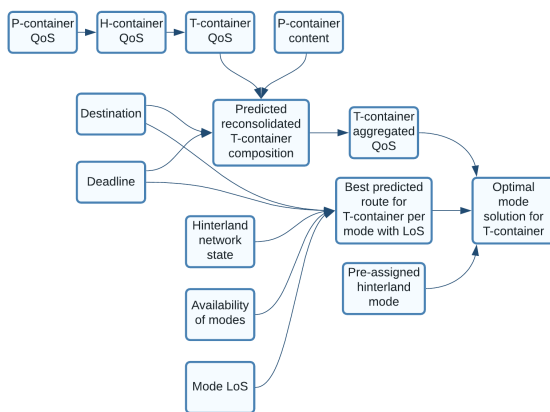 P-container
QoS
H-container
QoS
T-container
QoS
P-container
content
Destination
Predicted
reconsolidated
T-container
composition
T-container
aggregated
QoS
Deadline
Best predicted
route for
T-container per
mode with LoS
Optimal
mode
solution for
T-container
Hinterland
network
state
Pre-assigned
hinterland
mode
Availability
of modes
Mode LoS